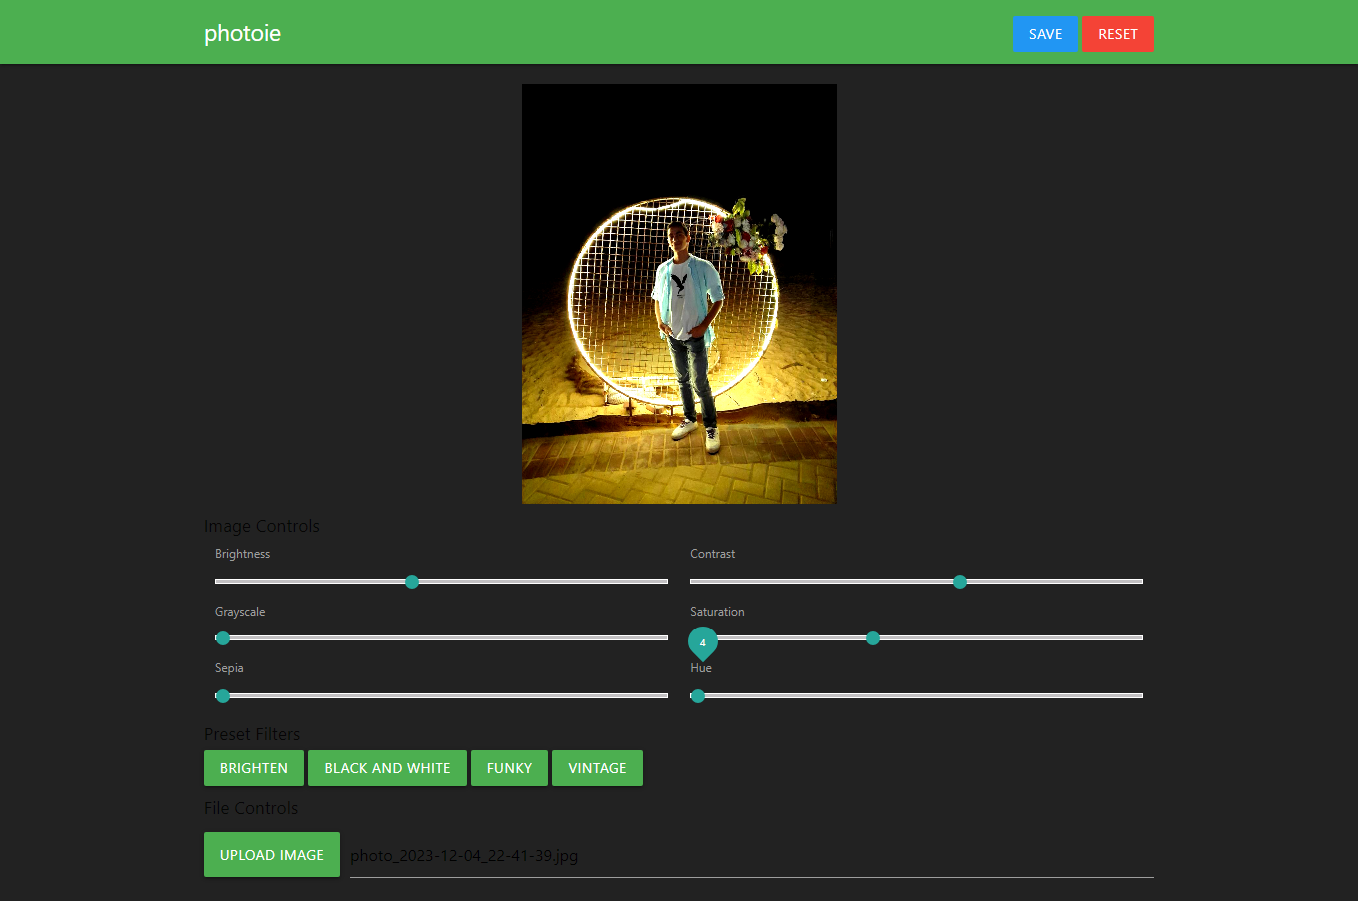 photoie
SAVE RESET
Image Controls
Brightness Contrast
Grayscale Saturation
4
Sepia Hue
Preset Filters
BRIGHTEN BLACK AND WHITE FUNKY VINTAGE
File Controls
UPLOAD IMAGE photo_2023-12-04_22-41-39.jpg